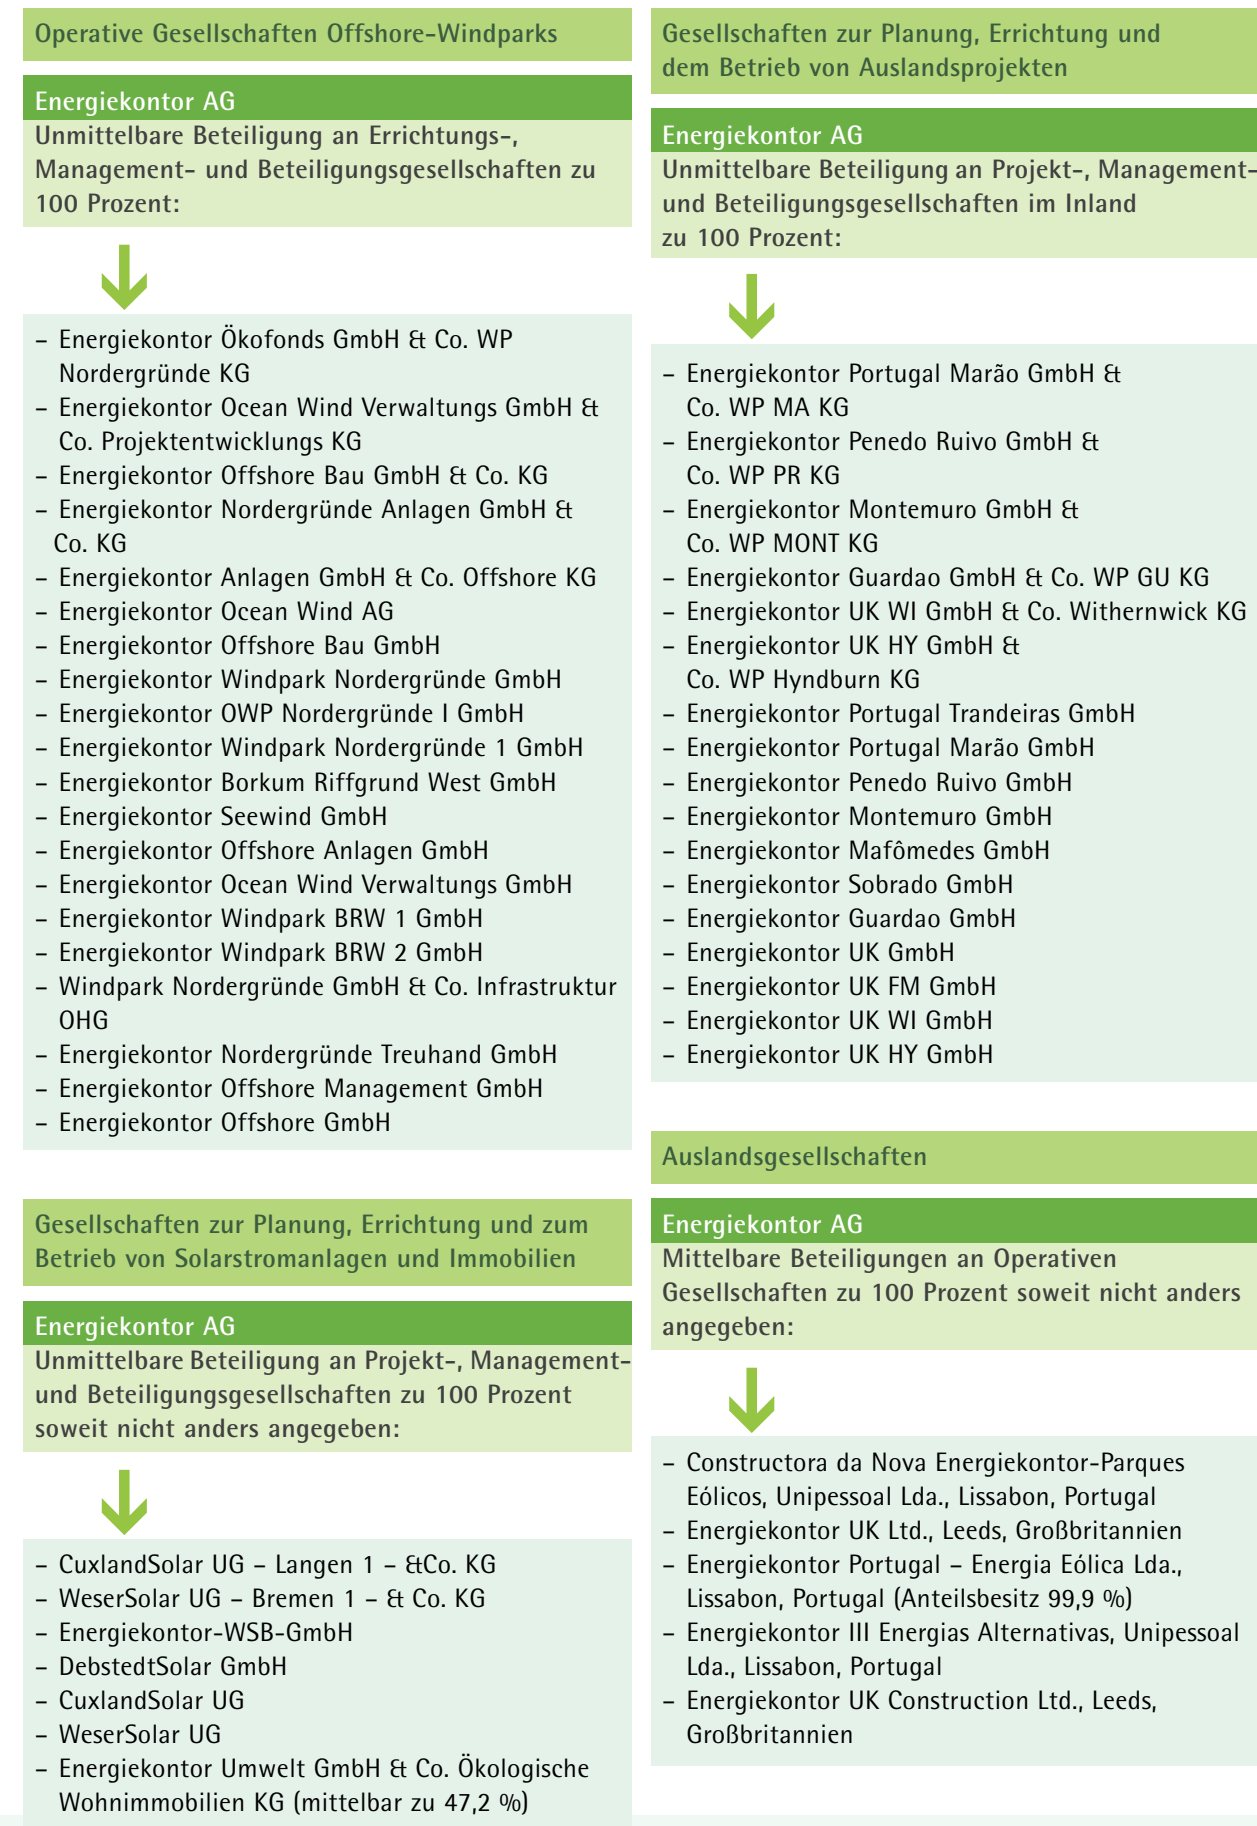 Operative Gesellschaften Offshore-Windparks
Energiekontor AG
Unmittelbare Beteiligung an Errichtungs-,
Management- und Beteiligungsgesellschaften zu
100 Prozent:
– Energiekontor Ökofonds GmbH & Co. WP
Nordergründe KG
– Energiekontor Ocean Wind Verwaltungs GmbH &
Co. Projektentwicklungs KG
– Energiekontor Offshore Bau GmbH & Co. KG
– Energiekontor Nordergründe Anlagen GmbH &
Co. KG
– Energiekontor Anlagen GmbH & Co. Offshore KG
– Energiekontor Ocean Wind AG
– Energiekontor Offshore Bau GmbH
– Energiekontor Windpark Nordergründe GmbH
– Energiekontor OWP Nordergründe I GmbH
– Energiekontor Windpark Nordergründe 1 GmbH
– Energiekontor Borkum Riffgrund West GmbH
– Energiekontor Seewind GmbH
– Energiekontor Offshore Anlagen GmbH
– Energiekontor Ocean Wind Verwaltungs GmbH
– Energiekontor Windpark BRW 1 GmbH
– Energiekontor Windpark BRW 2 GmbH
– Windpark Nordergründe GmbH & Co. Infrastruktur
OHG
– Energiekontor Nordergründe Treuhand GmbH
– Energiekontor Offshore Management GmbH
– Energiekontor Offshore GmbH
Gesellschaften zur Planung, Errichtung und zum
Betrieb von Solarstromanlagen und Immobilien
Energiekontor AG
Unmittelbare Beteiligung an Projekt-, Management-
und Beteiligungsgesellschaften zu 100 Prozent
soweit nicht anders angegeben:
– CuxlandSolar UG – Langen 1 – &Co. KG
– WeserSolar UG – Bremen 1 – & Co. KG
– Energiekontor-WSB-GmbH
– DebstedtSolar GmbH
– CuxlandSolar UG
– WeserSolar UG
– Energiekontor Umwelt GmbH & Co. Ökologische
Wohnimmobilien KG (mittelbar zu 47,2 %)
Gesellschaften zur Planung, Errichtung und
dem Betrieb von Auslandsprojekten
Energiekontor AG
Unmittelbare Beteiligung an Projekt-, Management-
und Beteiligungsgesellschaften im Inland
zu 100 Prozent:
– Energiekontor Portugal Marão GmbH &
Co. WP MA KG
– Energiekontor Penedo Ruivo GmbH &
Co. WP PR KG
– Energiekontor Montemuro GmbH &
Co. WP MONT KG
– Energiekontor Guardao GmbH & Co. WP GU KG
– Energiekontor UK WI GmbH & Co. Withernwick KG
– Energiekontor UK HY GmbH &
Co. WP Hyndburn KG
– Energiekontor Portugal Trandeiras GmbH
– Energiekontor Portugal Marão GmbH
– Energiekontor Penedo Ruivo GmbH
– Energiekontor Montemuro GmbH
– Energiekontor Mafômedes GmbH
– Energiekontor Sobrado GmbH
– Energiekontor Guardao GmbH
– Energiekontor UK GmbH
– Energiekontor UK FM GmbH
– Energiekontor UK WI GmbH
– Energiekontor UK HY GmbH
Auslandsgesellschaften
Energiekontor AG
Mittelbare Beteiligungen an Operativen
Gesellschaften zu 100 Prozent soweit nicht anders
angegeben:
– Constructora da Nova Energiekontor-Parques
Eólicos, Unipessoal Lda., Lissabon, Portugal
– Energiekontor UK Ltd., Leeds, Großbritannien
– Energiekontor Portugal – Energia Eólica Lda.,
Lissabon, Portugal (Anteilsbesitz 99,9 %)
– Energiekontor III Energias Alternativas, Unipessoal
Lda., Lissabon, Portugal
– Energiekontor UK Construction Ltd., Leeds,
Großbritannien